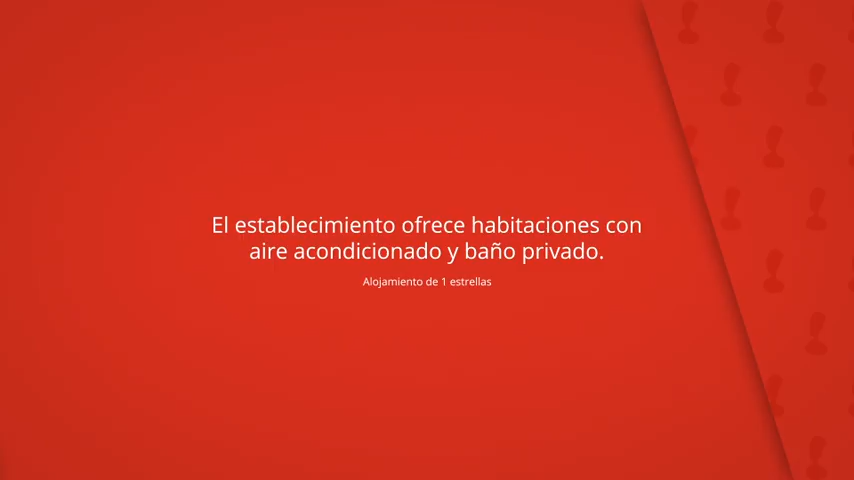 El establecimiento ofrece habitaciones con
aire acondicionado y baño privado.
Alojamiento de 1 estrellas